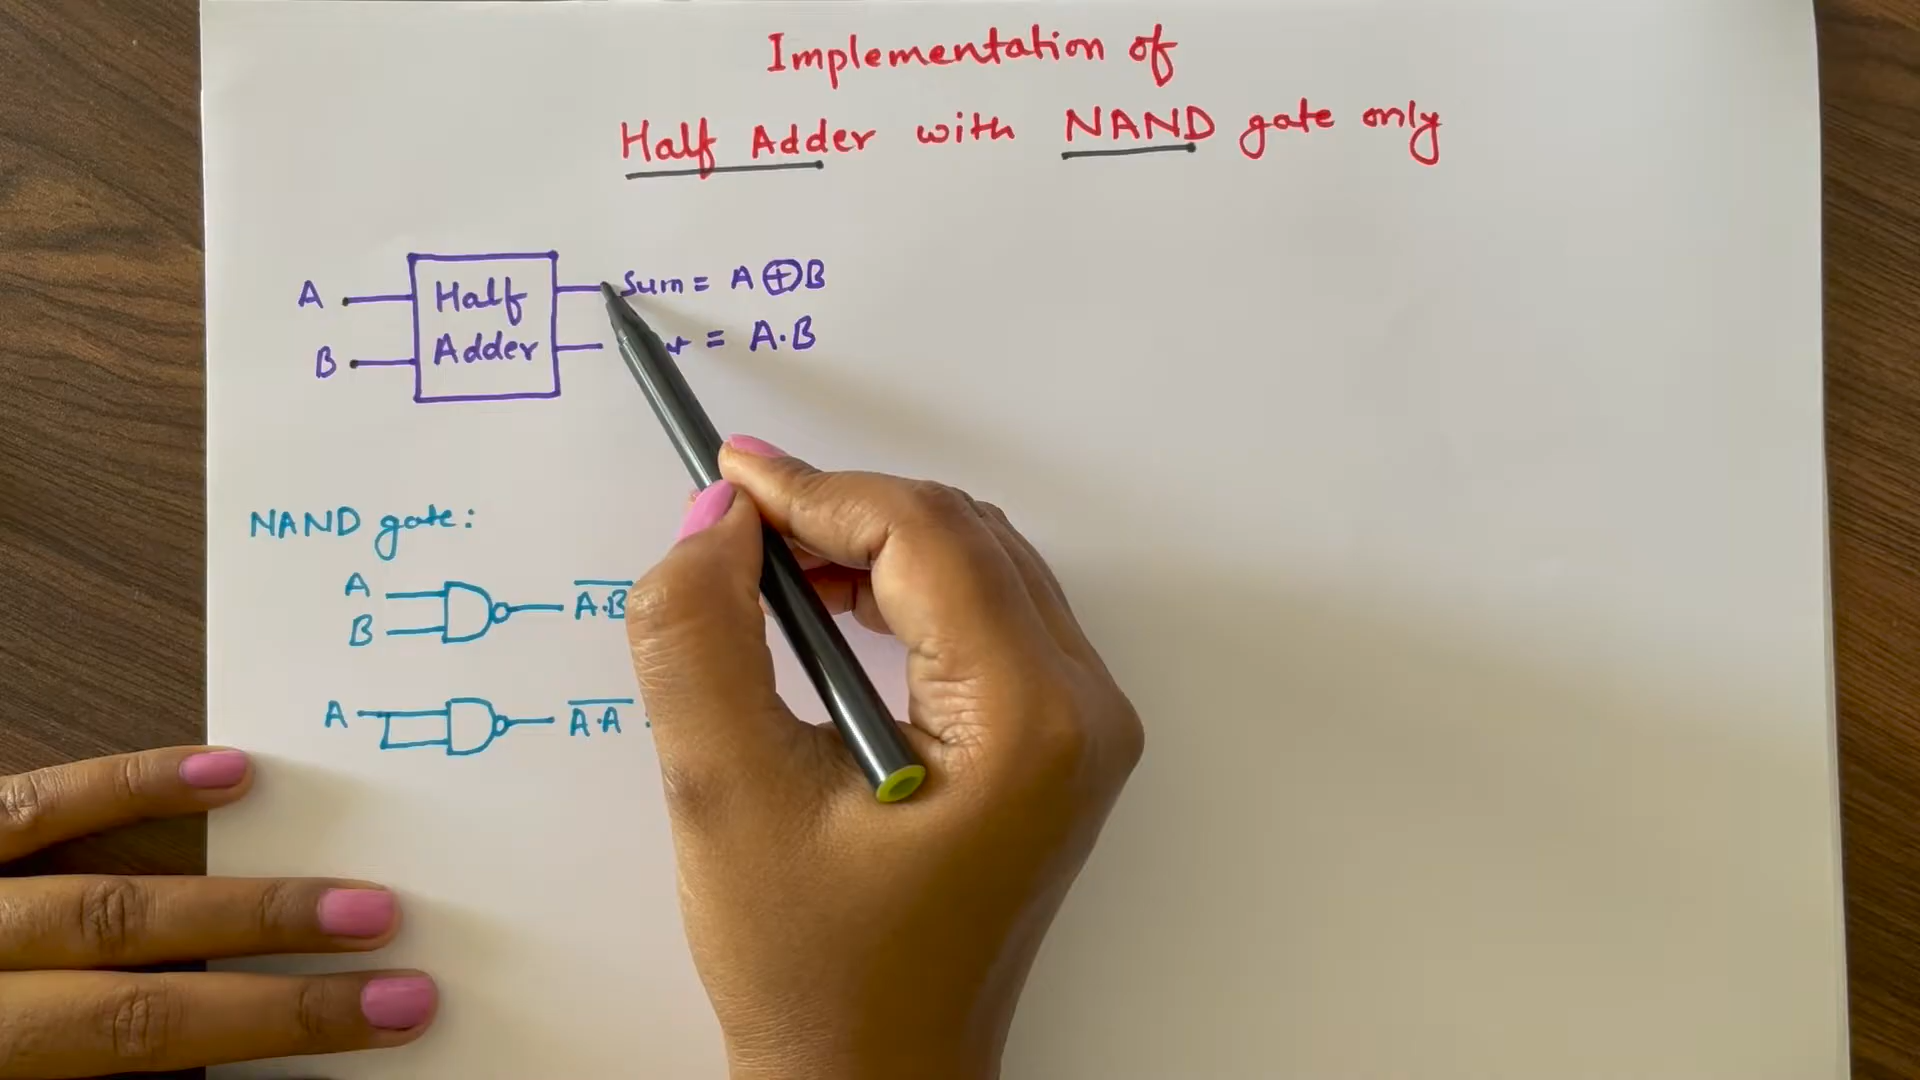 Implementation of
Half Adder with NAND gate only
A
B
Half
Adder
Sum = A ⊕ B
= A.B
NAND gate:
A
B
A̅.̅B̅
A
A̅.̅A̅